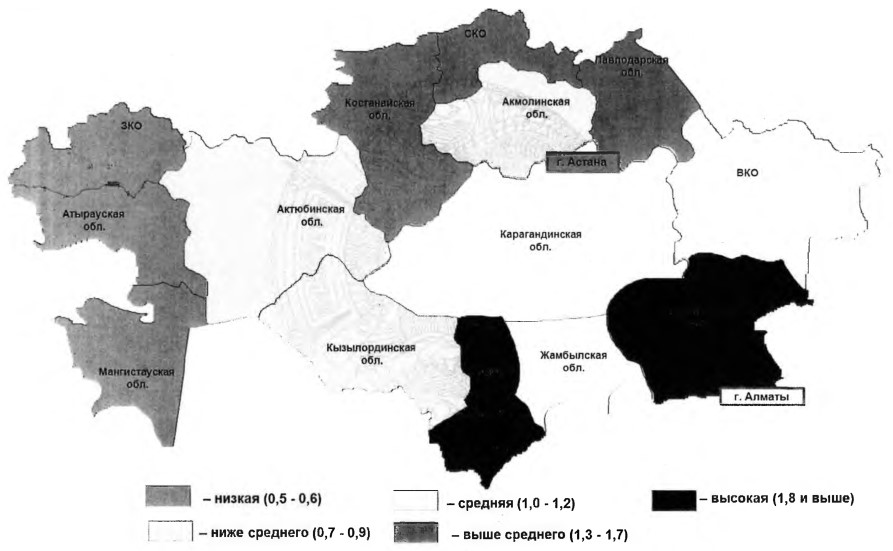 СКО
Павлодарская
обл.
Костанайская
обл.
Акмолинская
обл.
ЗКО
г. Астана
ВКО
Атырауская
обл.
Актюбинская
обл.
Карагандинская
обл.
Мангистауская
обл.
Кызылординская
обл.
Жамбылская
обл.
г. Алматы
– низкая (0,5 - 0,6)
– средняя (1,0 - 1,2)
– высокая (1,8 и выше)
– ниже среднего (0,7 - 0,9)
– выше среднего (1,3 - 1,7)